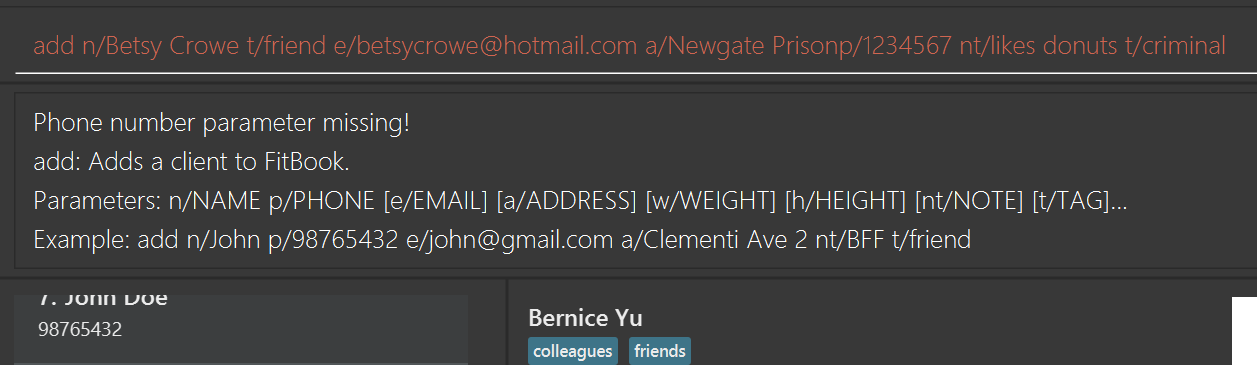 add n/Betsy Crowe t/friend e/betsycrowe@hotmail.com a/Newgate Prisonp/1234567 nt/likes donuts t/criminal
Phone number parameter missing!
add: Adds a client to FitBook.
Parameters: n/NAME p/PHONE [e/EMAIL] [a/ADDRESS] [w/WEIGHT] [h/HEIGHT] [nt/NOTE] [t/TAG]...
Example: add n/John p/98765432 e/john@gmail.com a/Clementi Ave 2 nt/BFF t/friend
7. John Doe
98765432
Bernice Yu
colleagues friends